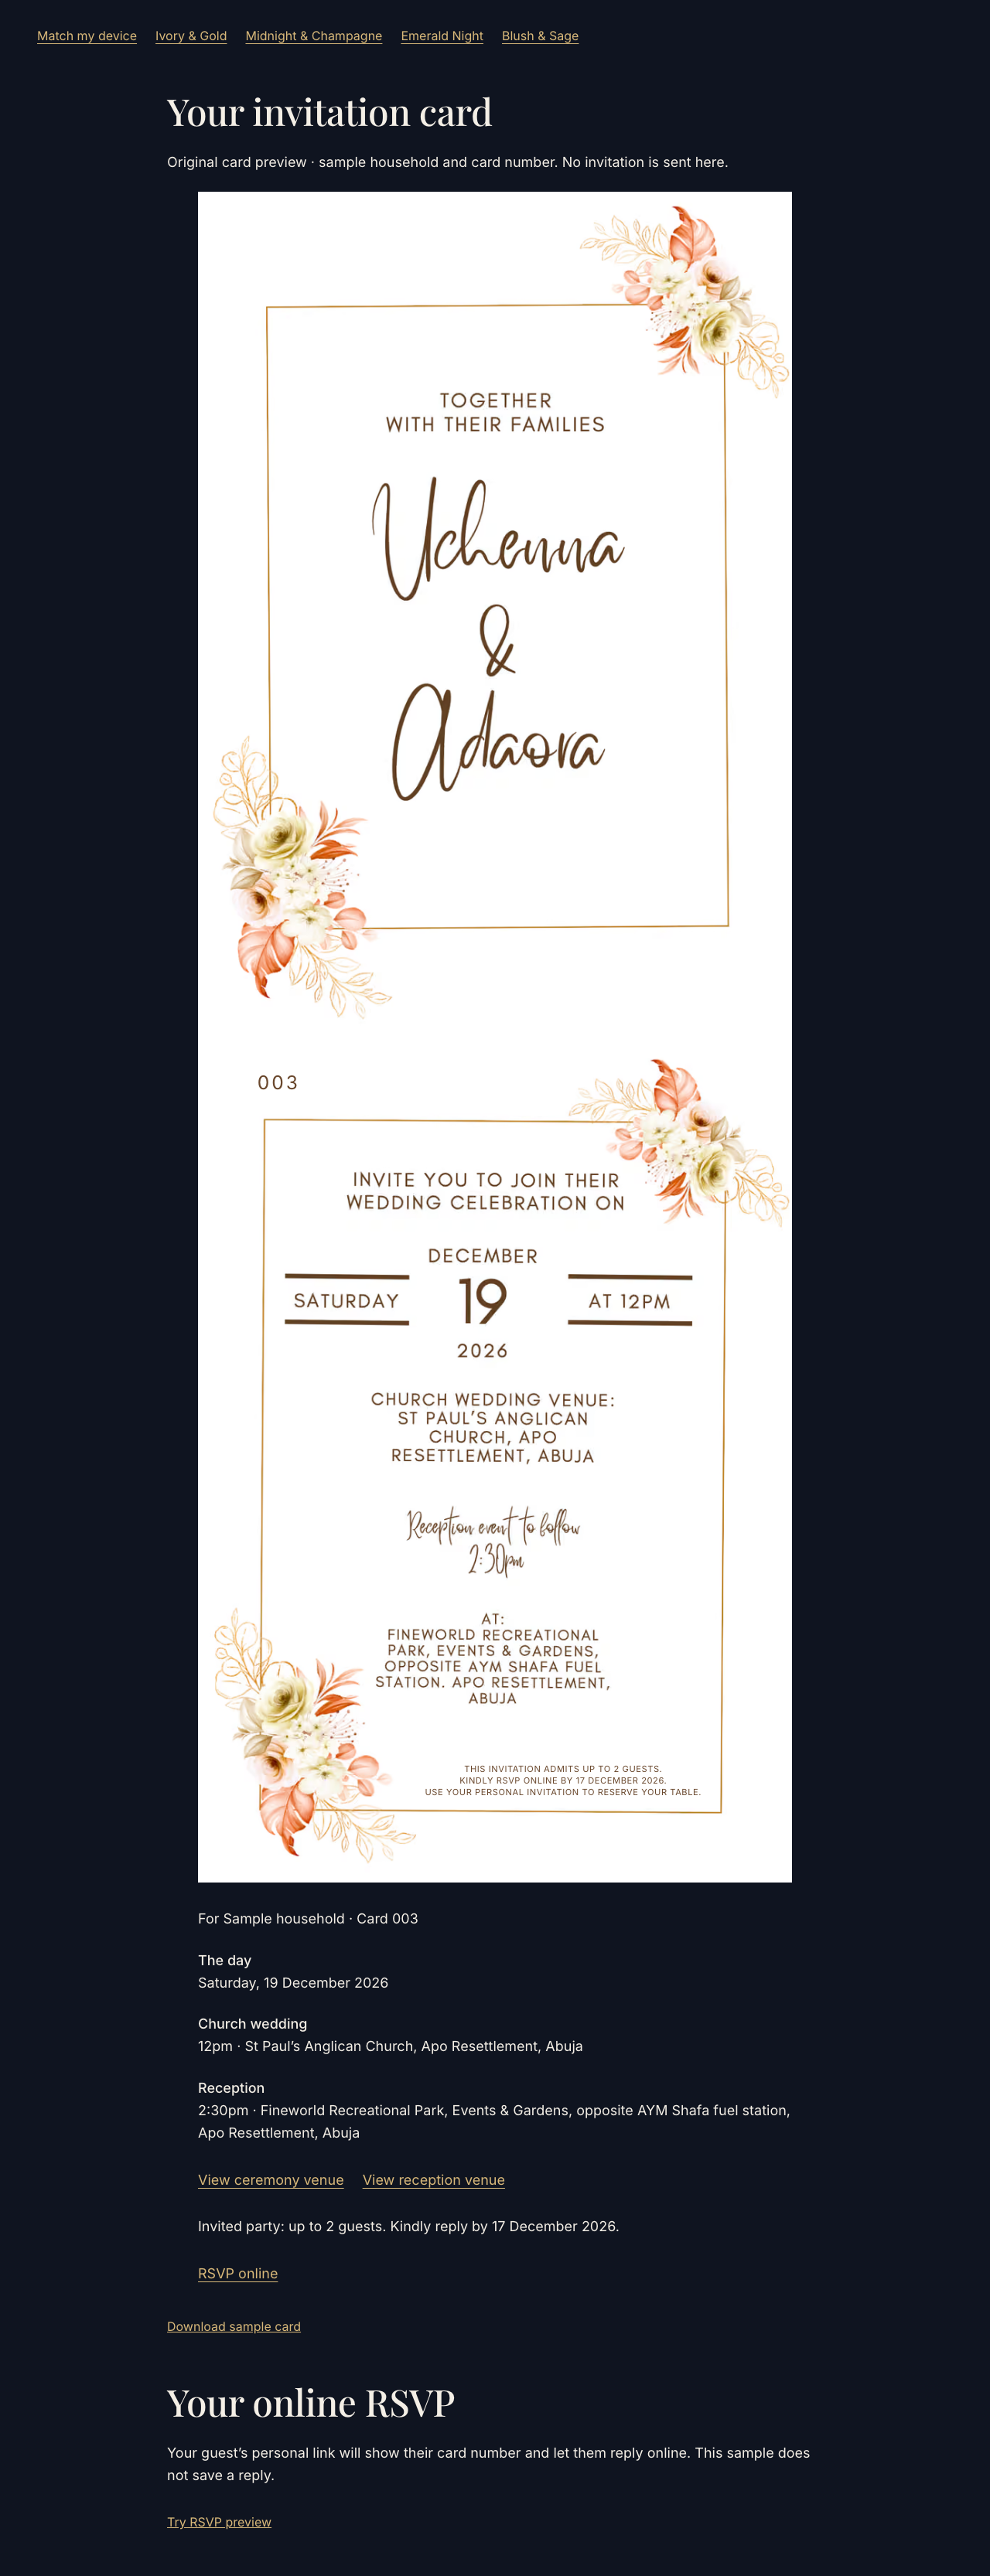 Match my device Ivory & Gold Midnight & Champagne Emerald Night Blush & Sage
Your invitation card
Original card preview · sample household and card number. No invitation is sent here.
TOGETHER
WITH THEIR FAMILIES
Uchenna
&
Adaora
003
INVITE YOU TO JOIN THEIR
WEDDING CELEBRATION ON
DECEMBER
SATURDAY 19 AT 12PM
2026
CHURCH WEDDING VENUE:
ST PAUL'S ANGLICAN
CHURCH, APO
RESETTLEMENT, ABUJA
Reception event to follow
2:30pm
AT:
FINEWORLD RECREATIONAL
PARK, EVENTS & GARDENS,
OPPOSITE AYM SHAFA FUEL
STATION. APO RESETTLEMENT,
ABUJA
THIS INVITATION ADMITS UP TO 2 GUESTS.
KINDLY RSVP ONLINE BY 17 DECEMBER 2026.
USE YOUR PERSONAL INVITATION TO RESERVE YOUR TABLE.
For Sample household · Card 003
The day
Saturday, 19 December 2026
Church wedding
12pm · St Paul’s Anglican Church, Apo Resettlement, Abuja
Reception
2:30pm · Fineworld Recreational Park, Events & Gardens, opposite AYM Shafa fuel station,
Apo Resettlement, Abuja
View ceremony venue View reception venue
Invited party: up to 2 guests. Kindly reply by 17 December 2026.
RSVP online
Download sample card
Your online RSVP
Your guest’s personal link will show their card number and let them reply online. This sample does
not save a reply.
Try RSVP preview